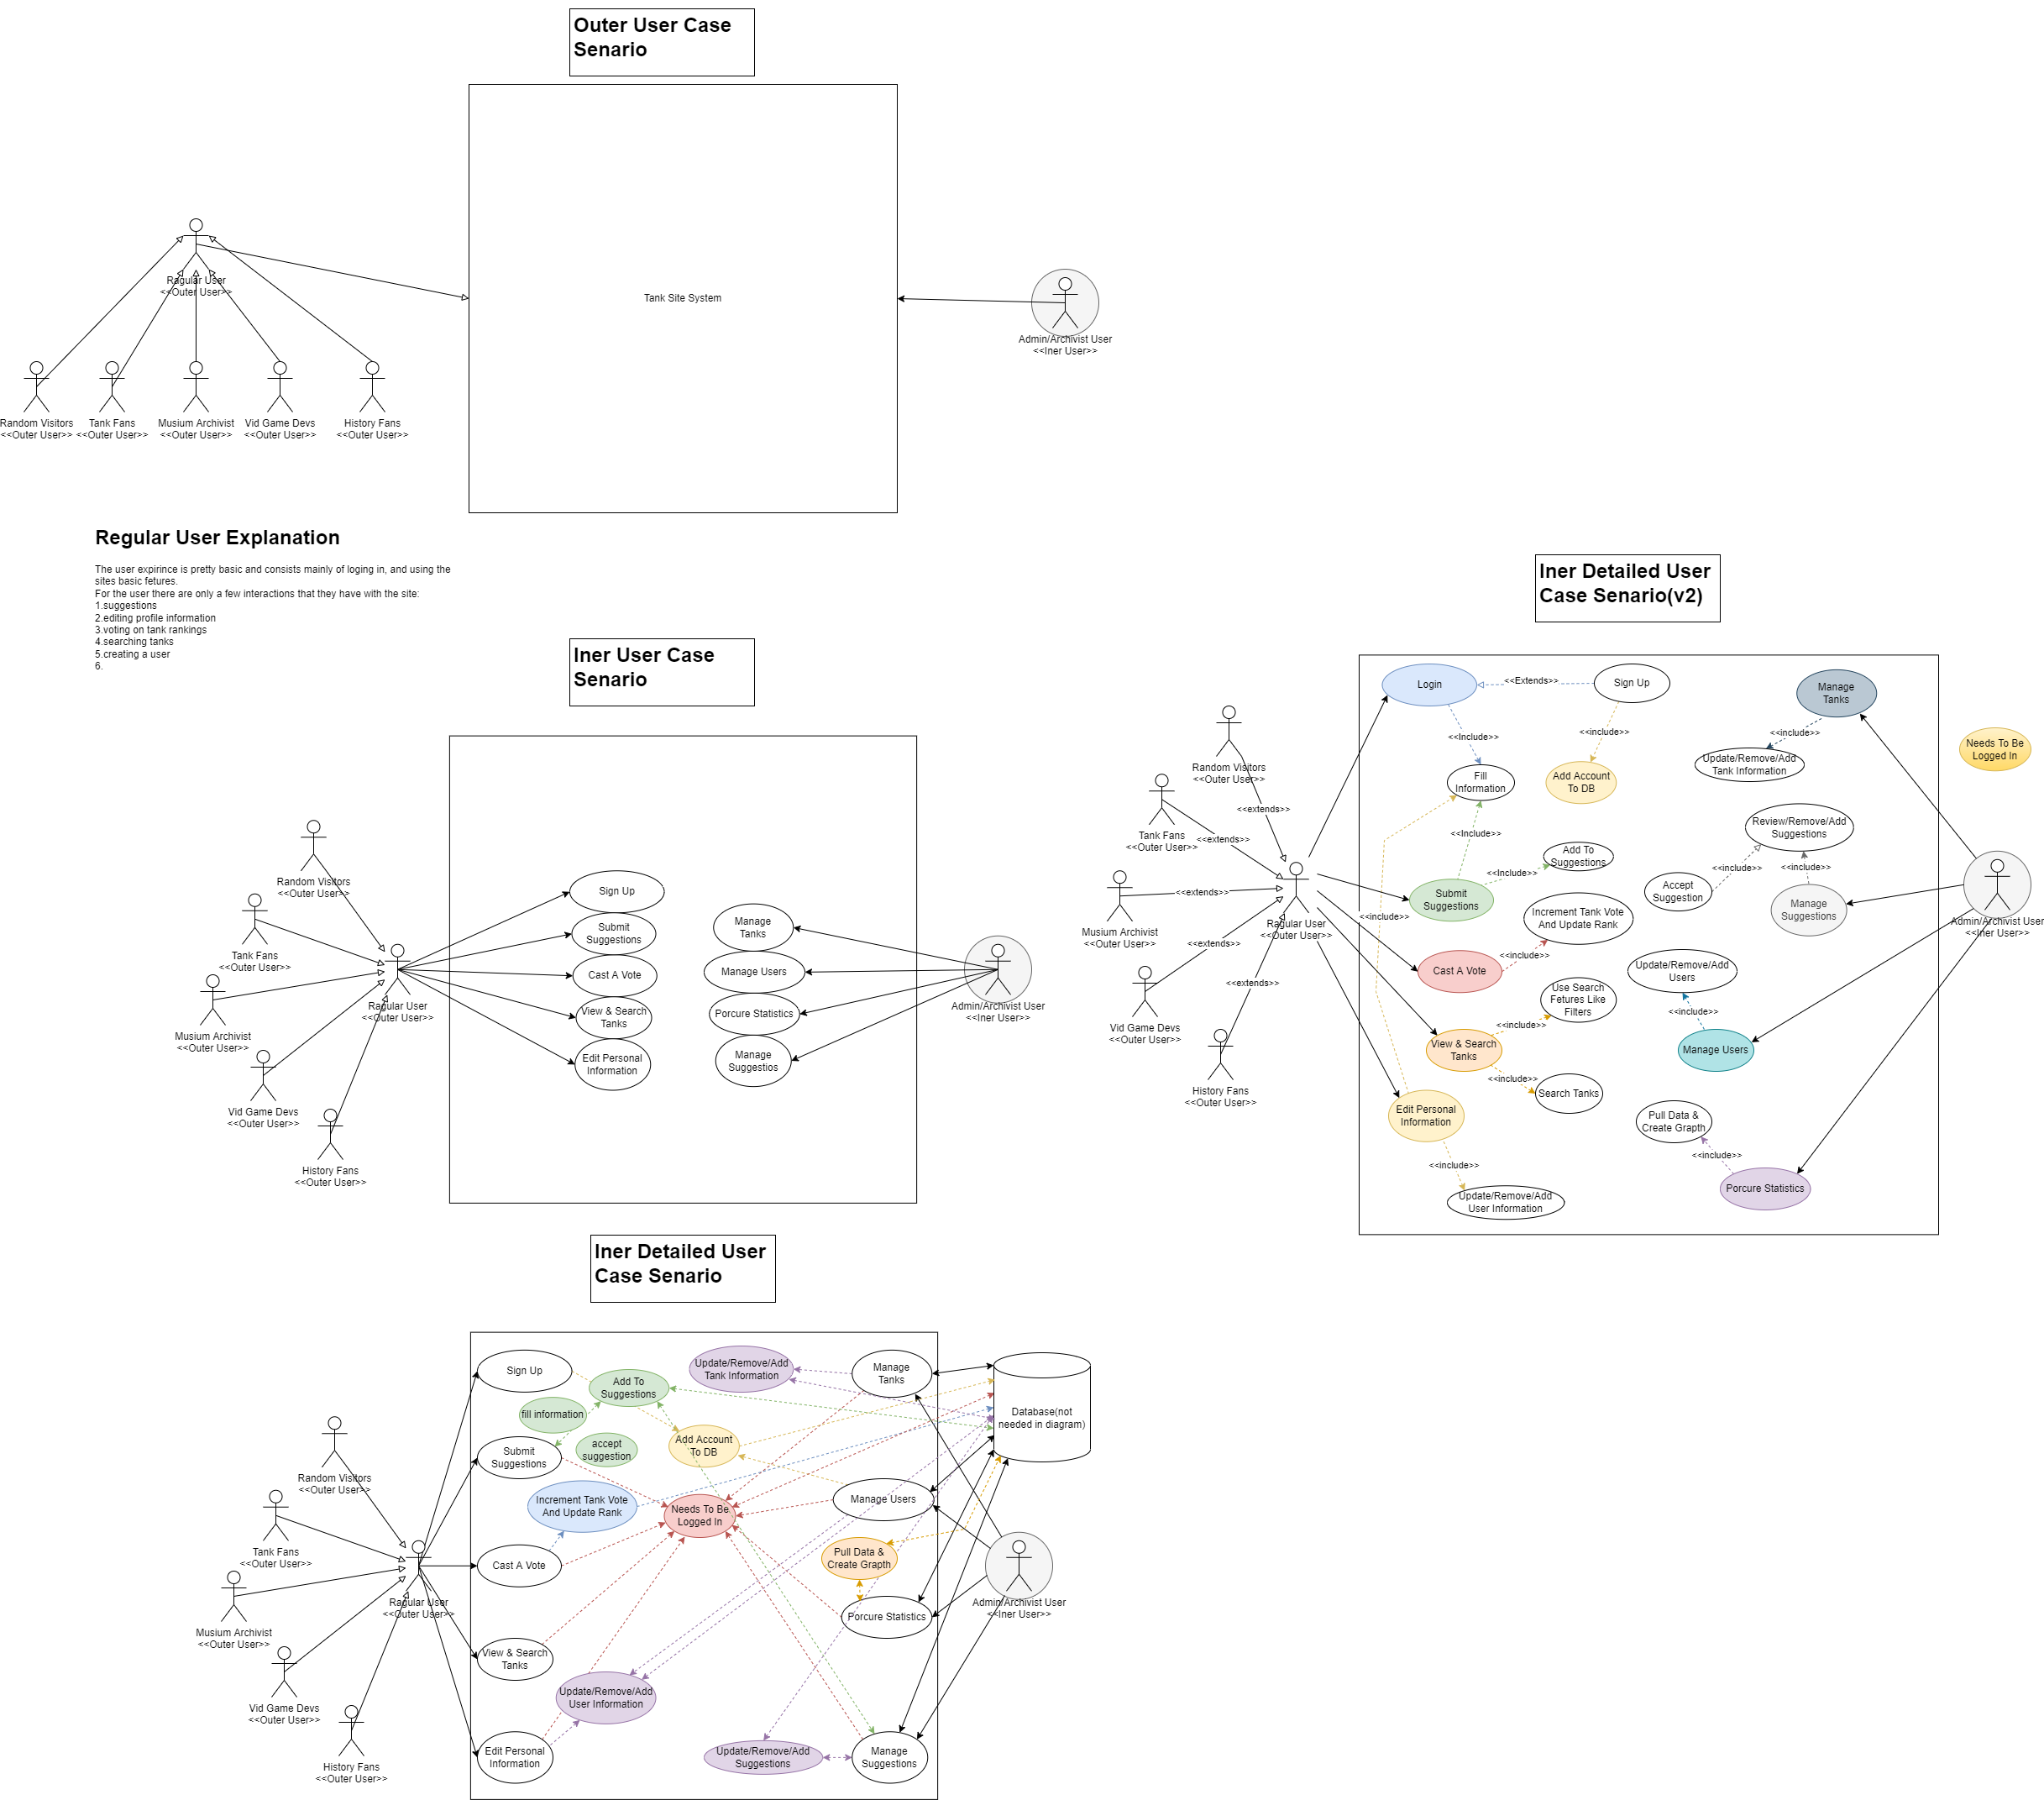 Outer User Case
Senario
Tank Site System
Ragular User
<<Outer User>>
Admin/Archivist User
<<Iner User>>
Random Visitors
<<Outer User>>
Tank Fans
<<Outer User>>
Musium Archivist
<<Outer User>>
Vid Game Devs
<<Outer User>>
History Fans
<<Outer User>>
Regular User Explanation
The user expirince is pretty basic and consists mainly of loging in, and using the
sites basic fetures.
For the user there are only a few interactions that they have with the site:
1.suggestions
2.editing profile information
3.voting on tank rankings
4.searching tanks
5.creating a user
6.
Iner User Case
Senario
Random Visitors
<<Outer User>>
Tank Fans
<<Outer User>>
Musium Archivist
<<Outer User>>
Vid Game Devs
<<Outer User>>
History Fans
<<Outer User>>
Ragular User
<<Outer User>>
Sign Up
Submit
Suggestions
Cast A Vote
View & Search
Tanks
Edit Personal
Information
Manage
Tanks
Manage Users
Porcure Statistics
Manage
Suggestios
Admin/Archivist User
<<Iner User>>
Iner Detailed User
Case Senario(v2)
Random Visitors
<<Outer User>>
<<extends>>
Tank Fans
<<Outer User>>
<<extends>>
Musium Archivist
<<Outer User>>
<<extends>>
Vid Game Devs
<<Outer User>>
<<extends>>
History Fans
<<Outer User>>
<<extends>>
Ragular User
<<Outer User>>
Login
<<Extends>>
Sign Up
<<Include>>
<<include>>
Fill
Information
Add Account
To DB
<<Include>>
Add To
Suggestions
<<Include>>
Submit
Suggestions
<<include>>
Increment Tank Vote
And Update Rank
<<include>>
Cast A Vote
Use Search
Fetures Like
Filters
<<include>>
View & Search
Tanks
<<include>>
Search Tanks
Edit Personal
Information
<<include>>
Update/Remove/Add
User Information
Manage
Tanks
<<include>>
Update/Remove/Add
Tank Information
Review/Remove/Add
Suggestions
<<include>>
<<include>>
Accept
Suggestion
Manage
Suggestions
Update/Remove/Add
Users
<<include>>
Manage Users
Pull Data &
Create Grapth
<<include>>
Porcure Statistics
Needs To Be
Logged In
Admin/Archivist User
<<Iner User>>
Iner Detailed User
Case Senario
Random Visitors
<<Outer User>>
Tank Fans
<<Outer User>>
Musium Archivist
<<Outer User>>
Vid Game Devs
<<Outer User>>
History Fans
<<Outer User>>
Ragular User
<<Outer User>>
Sign Up
Add To
Suggestions
Update/Remove/Add
Tank Information
Manage
Tanks
fill information
Submit
Suggestions
accept
suggestion
Add Account
To DB
Database(not
needed in diagram)
Increment Tank Vote
And Update Rank
Needs To Be
Logged In
Manage Users
Cast A Vote
Pull Data &
Create Graph
Porcure Statistics
Admin/Archivist User
<<Iner User>>
View & Search
Tanks
Update/Remove/Add
User Information
Edit Personal
Information
Update/Remove/Add
Suggestions
Manage
Suggestions